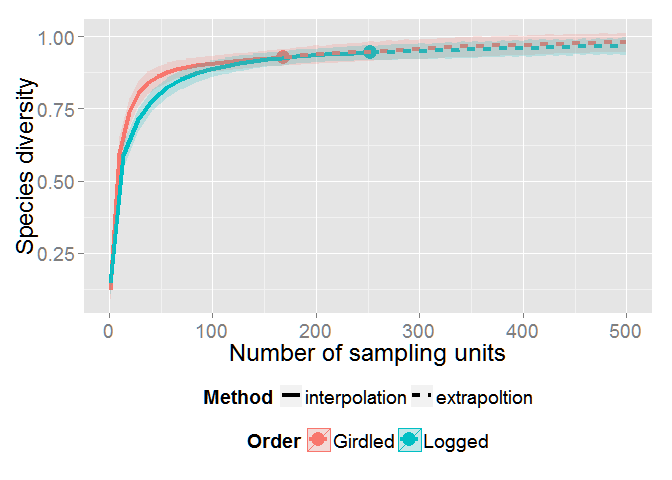 1.00
0.75
0.50
0.25
Species diversity
0 100 200 300 400 500
Number of sampling units
Method interpolation extrapoltion
Order Girdled Logged